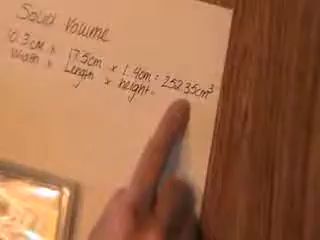 Solid Volume
10.3cm x 17.5cm x 1.4cm = 252.35cm³
Width x Length x height